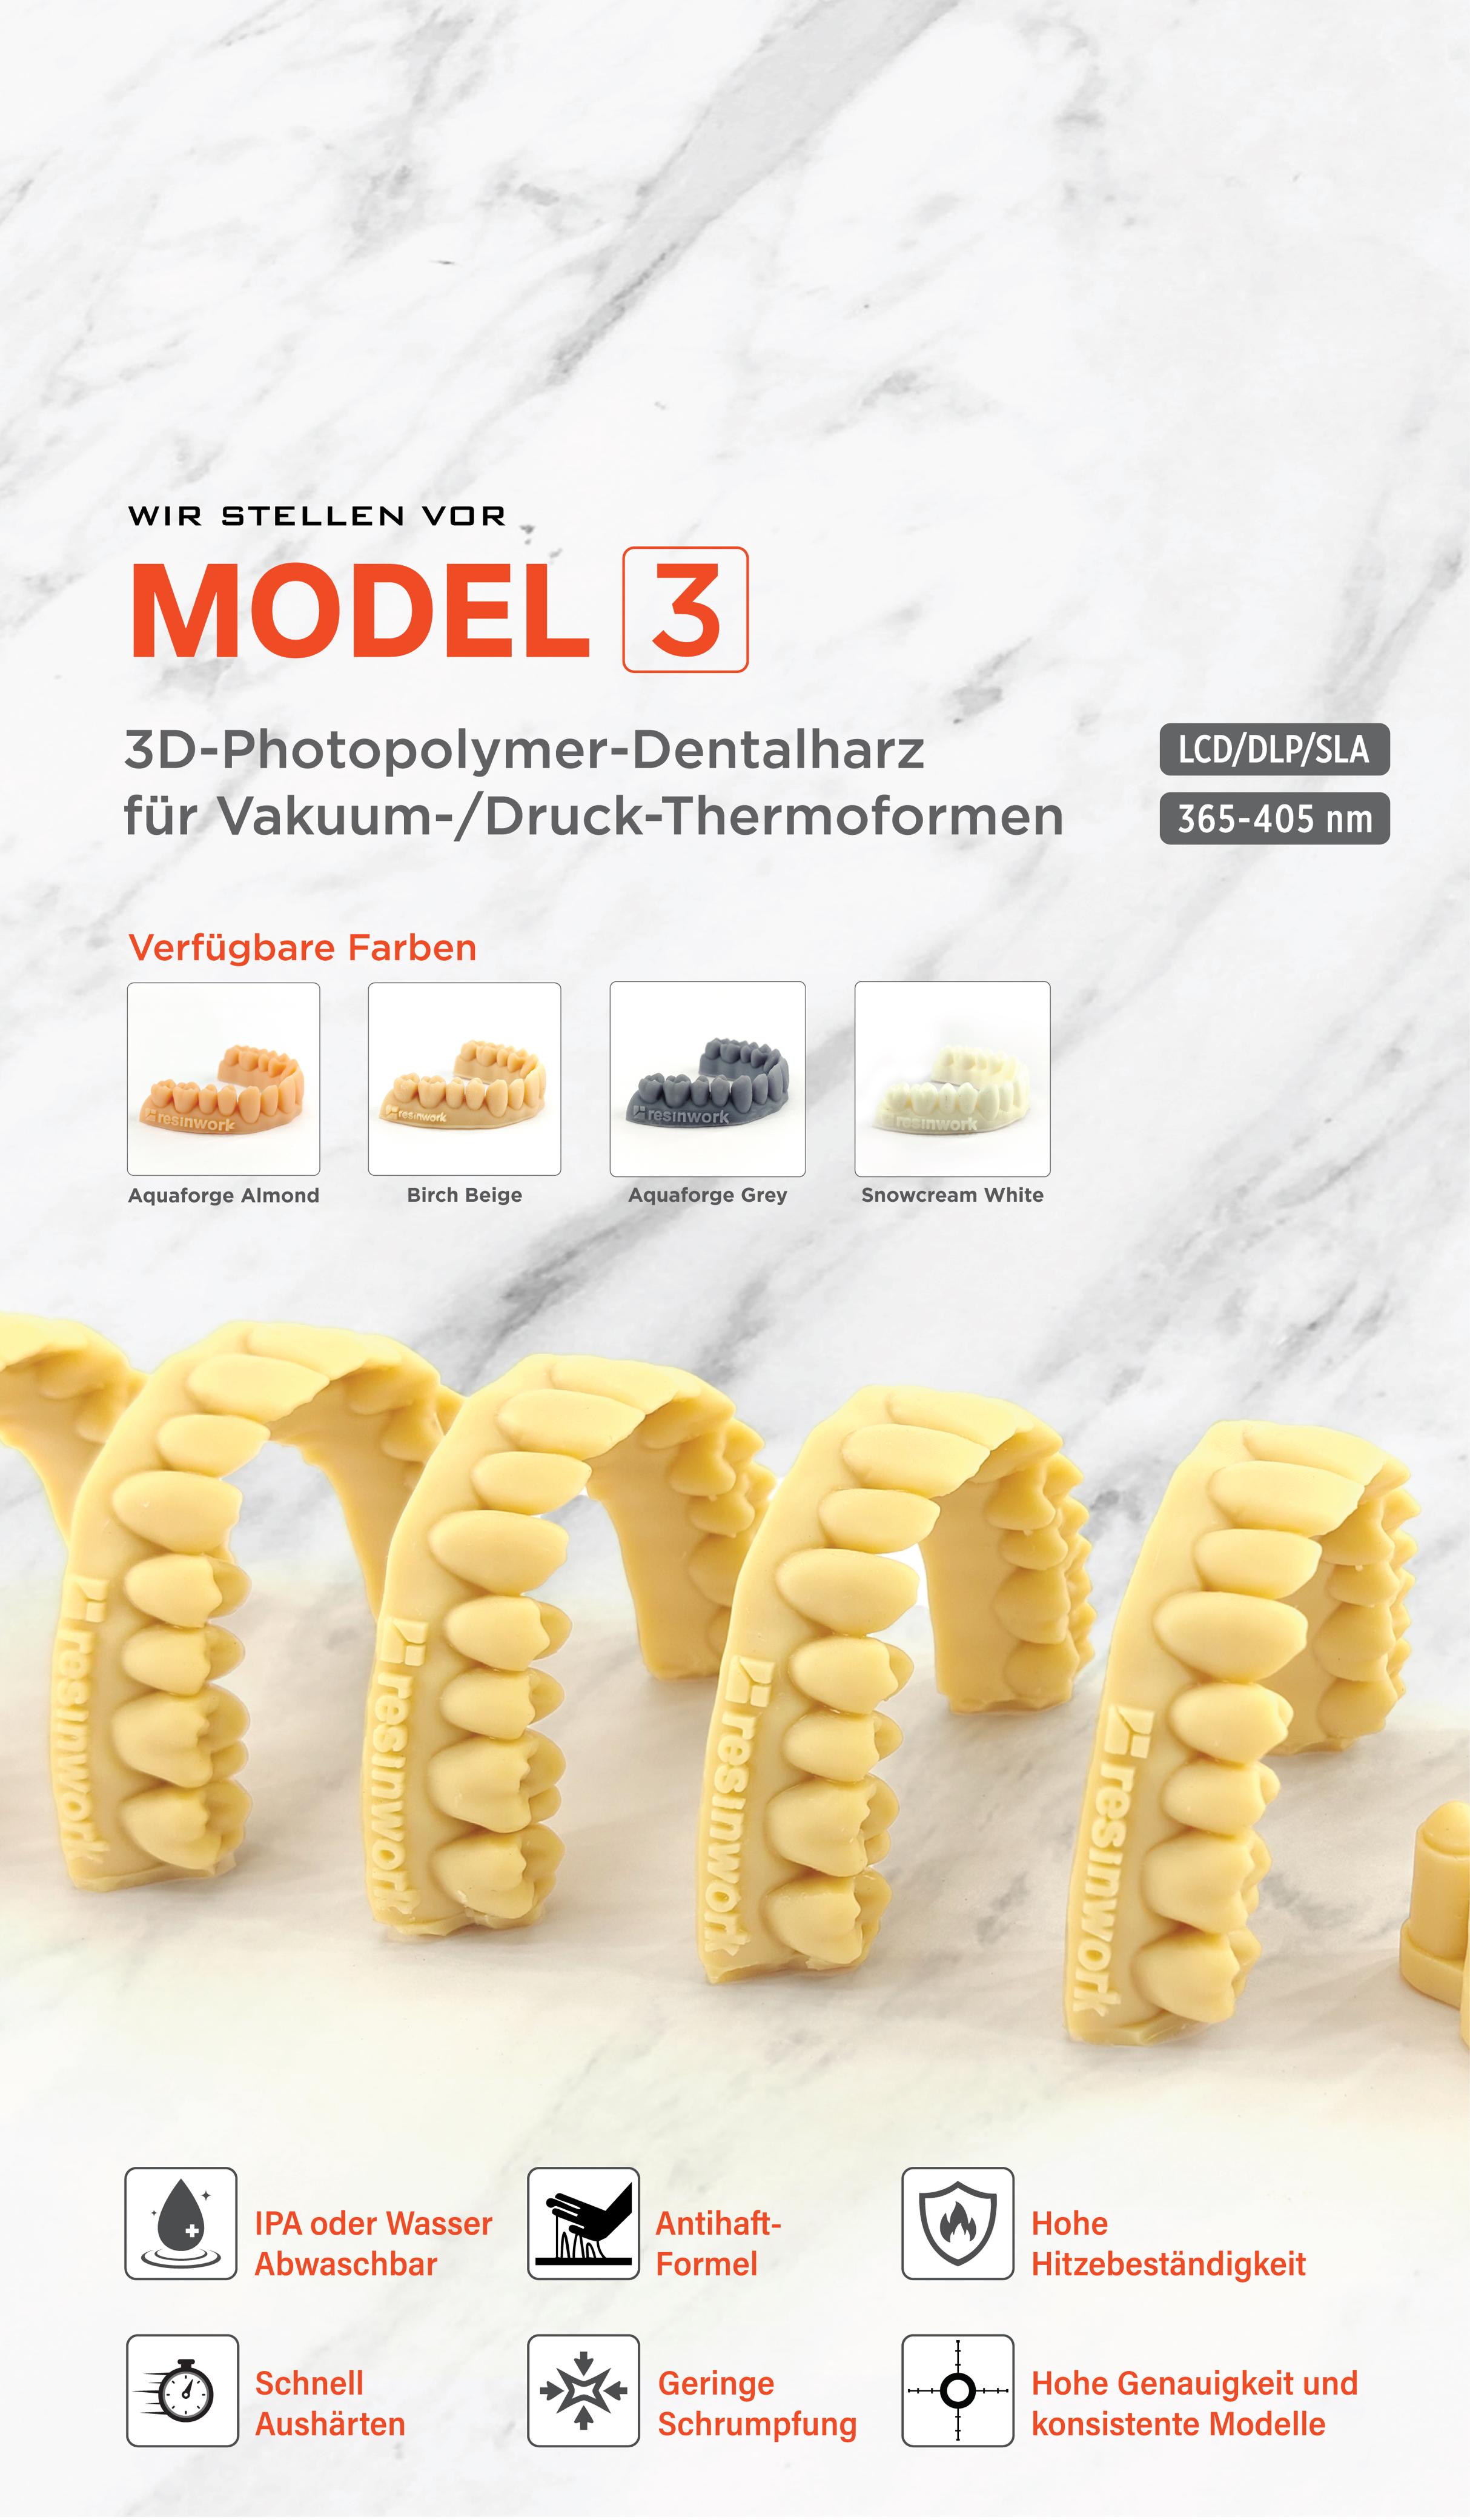 WIR STELLEN VOR
MODEL 3
3D-Photopolymer-Dentalharz
für Vakuum-/Druck-Thermoformen
LCD/DLP/SLA
365-405 nm
Verfügbare Farben
resinwork
resinwork
resinwork
resinwork
Aquaforge Almond
Birch Beige
Aquaforge Grey
Snowcream White
resinwork
resinwork
resinwork
resinwork
IPA oder Wasser
Abwaschbar
Antihaft-
Formel
Hohe
Hitzebeständigkeit
Schnell
Aushärten
Geringe
Schrumpfung
Hohe Genauigkeit und
konsistente Modelle